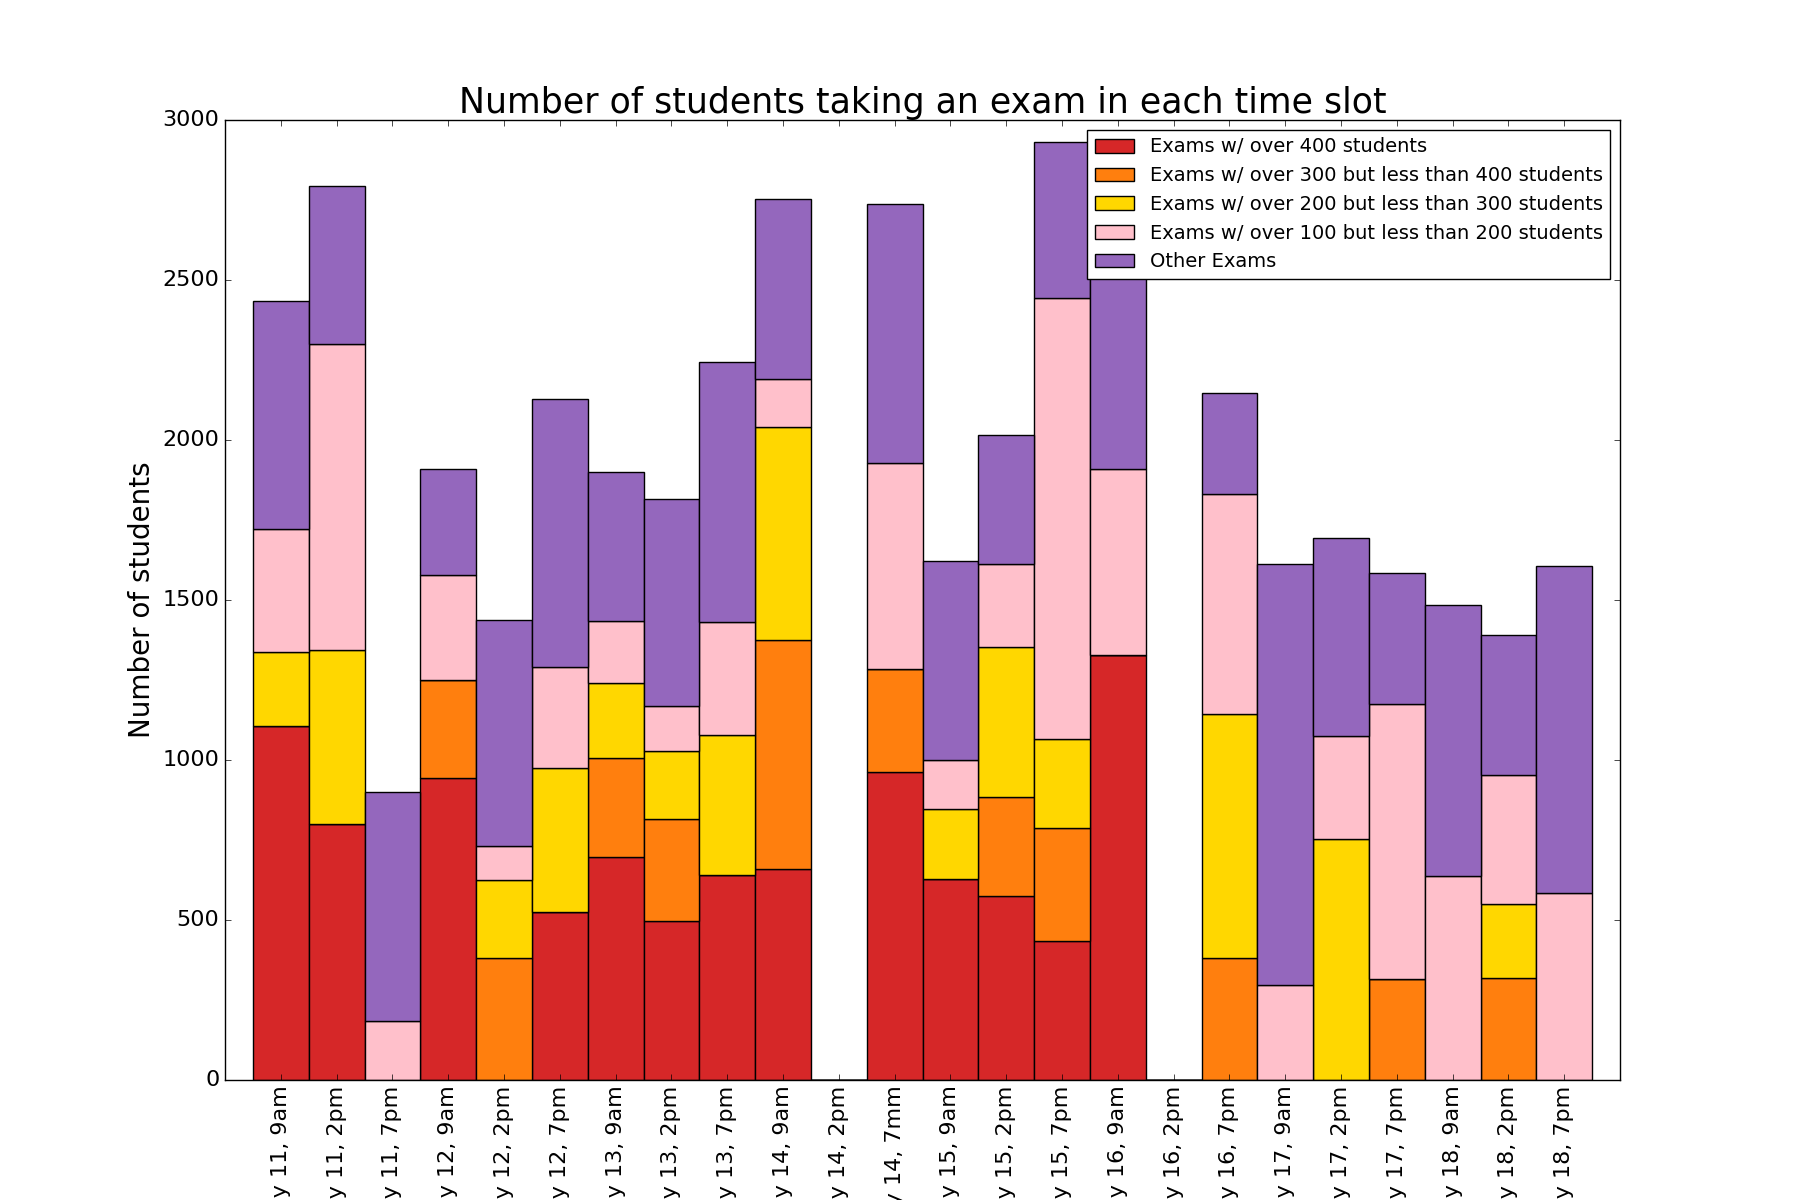 Number of students taking an exam in each time slot
Exams w/ over 400 students
Exams w/ over 300 but less than 400 students
Exams w/ over 200 but less than 300 students
Exams w/ over 100 but less than 200 students
Other Exams
Number of students
3000
2500
2000
1500
1000
500
0
y 11, 9am
y 11, 2pm
y 11, 7pm
y 12, 9am
y 12, 2pm
y 12, 7pm
y 13, 9am
y 13, 2pm
y 13, 7pm
y 14, 9am
y 14, 2pm
y 14, 7mm
y 15, 9am
y 15, 2pm
y 15, 7pm
y 16, 9am
y 16, 2pm
y 16, 7pm
y 17, 9am
y 17, 2pm
y 17, 7pm
y 18, 9am
y 18, 2pm
y 18, 7pm